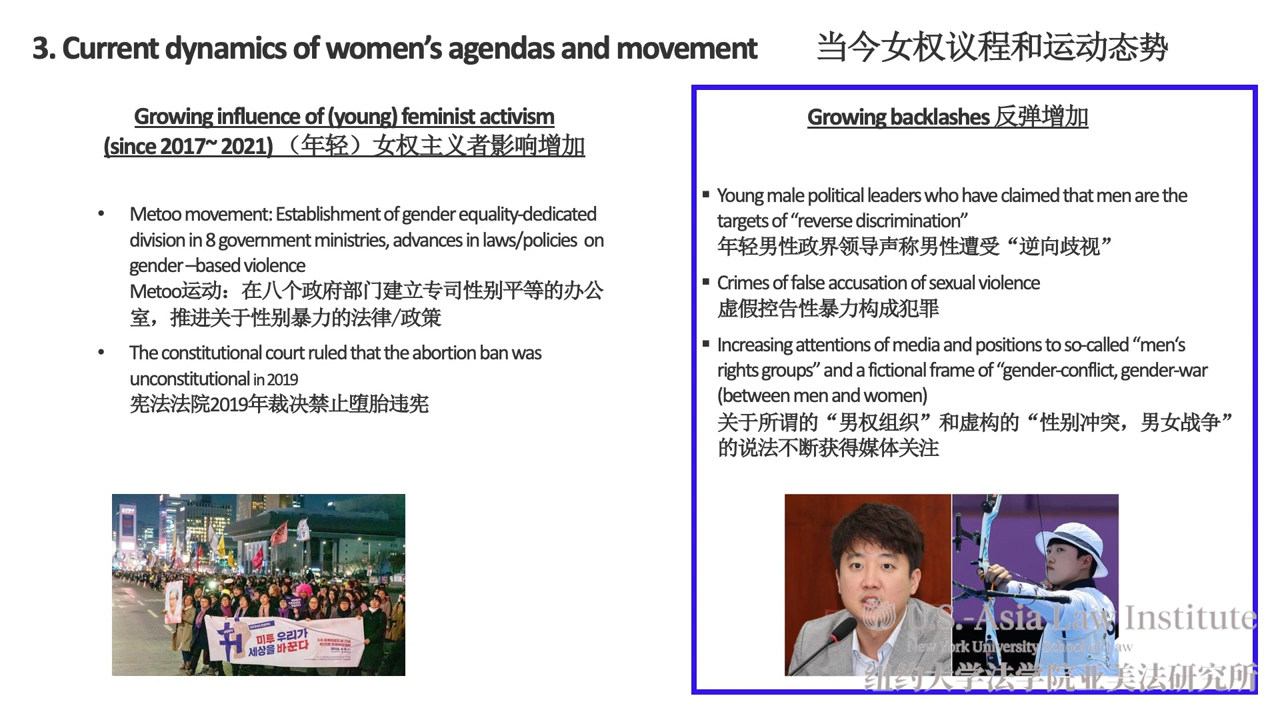 3. Current dynamics of women's agendas and movement
当今女权议程和运动态势
Growing influence of (young) feminist activism
(since 2017~ 2021) （年轻）女权主义者影响增加
• Metoo movement: Establishment of gender equality-dedicated
division in 8 government ministries, advances in laws/policies on
gender –based violence
Metoo运动：在八个政府部门建立专司性别平等的办公
室，推进关于性别暴力的法律/政策
• The constitutional court ruled that the abortion ban was
unconstitutional in 2019
宪法法院2019年裁决禁止堕胎违宪
미투 우리가
세상을 바꾼다
Growing backlashes 反弹增加
▪ Young male political leaders who have claimed that men are the
targets of “reverse discrimination”
年轻男性政界领导声称男性遭受“逆向歧视”
▪ Crimes of false accusation of sexual violence
虚假控告性暴力构成犯罪
▪ Increasing attentions of media and positions to so-called “men‘s
rights groups” and a fictional frame of “gender-conflict, gender-war
(between men and women)
关于所谓的“男权组织”和虚构的“性别冲突，男女战争”
的说法不断获得媒体关注
U.S.-Asia Law Institute
New York University School of Law
纽约大学法学院亚美法研究所